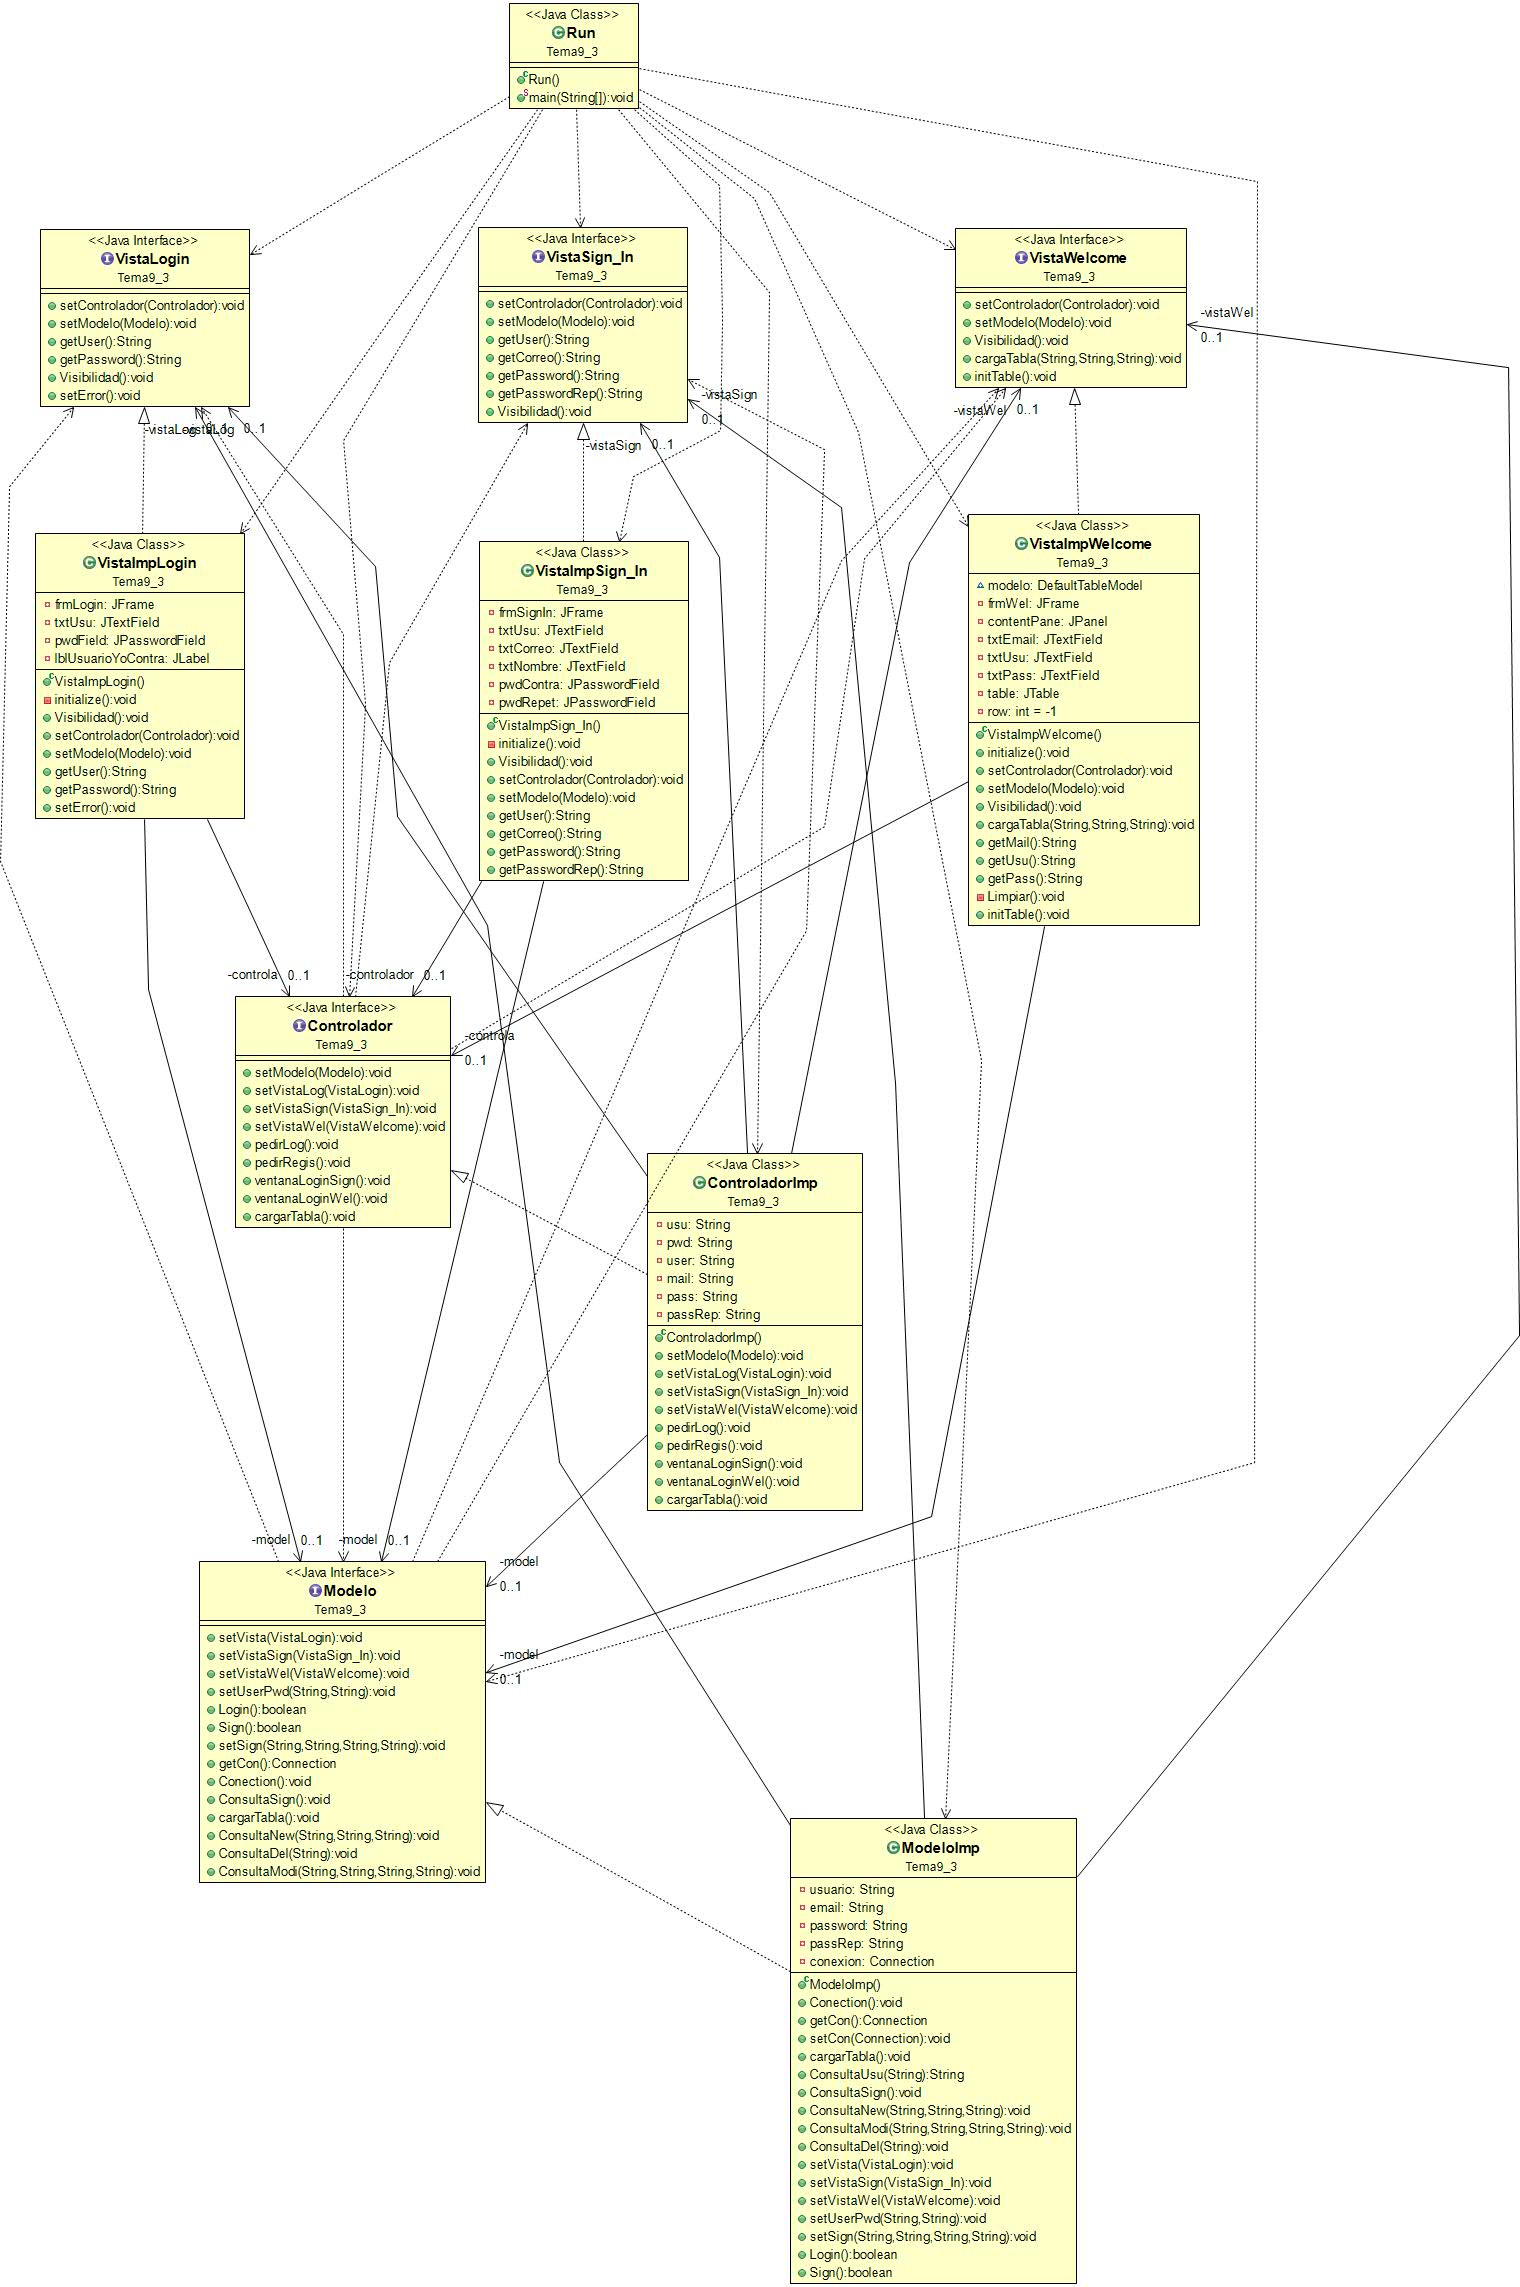 <<Java Class>>
Run
Tema9_3
Run()
main(String[]):void
<<Java Interface>>
VistaLogin
Tema9_3
setControlador(Controlador):void
setModelo(Modelo):void
getUser():String
getPassword():String
Visibilidad():void
setError():void
<<Java Interface>>
VistaSign_In
Tema9_3
setControlador(Controlador):void
setModelo(Modelo):void
getUser():String
getCorreo():String
getPassword():String
getPasswordRep():String
Visibilidad():void
<<Java Interface>>
VistaWelcome
Tema9_3
setControlador(Controlador):void
setModelo(Modelo):void
Visibilidad():void
cargaTabla(String,String,String):void
initTable():void
-vistaWel
0..1
-vistaSign
0..1
-vistaWel
0..1
-vistaLog
0..1
-vistaLog
0..1
-vistaSign
0..1
<<Java Class>>
VistaImpLogin
Tema9_3
frmLogin: JFrame
txtUsu: JTextField
pwdField: JPasswordField
lblUsuarioYoContra: JLabel
VistaImpLogin()
initialize():void
Visibilidad():void
setControlador(Controlador):void
setModelo(Modelo):void
getUser():String
getPassword():String
setError():void
<<Java Class>>
VistaImpSign_In
Tema9_3
frmSignIn: JFrame
txtUsu: JTextField
txtCorreo: JTextField
txtNombre: JTextField
pwdContra: JPasswordField
pwdRepet: JPasswordField
VistaImpSign_In()
initialize():void
Visibilidad():void
setControlador(Controlador):void
setModelo(Modelo):void
getUser():String
getCorreo():String
getPassword():String
getPasswordRep():String
<<Java Class>>
VistaImpWelcome
Tema9_3
modelo: DefaultTableModel
frmWel: JFrame
contentPane: JPanel
txtEmail: JTextField
txtUsu: JTextField
txtPass: JTextField
table: JTable
row: int = -1
VistaImpWelcome()
initialize():void
setControlador(Controlador):void
setModelo(Modelo):void
Visibilidad():void
cargaTabla(String,String,String):void
getMail():String
getUsu():String
getPass():String
Limpiar():void
initTable():void
-controla
0..1
-controlador
0..1
-controla
0..1
<<Java Interface>>
Controlador
Tema9_3
setModelo(Modelo):void
setVistaLog(VistaLogin):void
setVistaSign(VistaSign_In):void
setVistaWel(VistaWelcome):void
pedirLog():void
pedirRegis():void
ventanaLoginSign():void
ventanaLoginWel():void
cargarTabla():void
<<Java Class>>
ControladorImp
Tema9_3
usu: String
pwd: String
user: String
mail: String
pass: String
passRep: String
ControladorImp()
setModelo(Modelo):void
setVistaLog(VistaLogin):void
setVistaSign(VistaSign_In):void
setVistaWel(VistaWelcome):void
pedirLog():void
pedirRegis():void
ventanaLoginSign():void
ventanaLoginWel():void
cargarTabla():void
-model
0..1
-model
0..1
-model
0..1
-model
0..1
<<Java Interface>>
Modelo
Tema9_3
setVista(VistaLogin):void
setVistaSign(VistaSign_In):void
setVistaWel(VistaWelcome):void
setUserPwd(String,String):void
Login():boolean
Sign():boolean
setSign(String,String,String,String):void
getCon():Connection
Conection():void
ConsultaSign():void
cargarTabla():void
ConsultaNew(String,String,String):void
ConsultaDel(String):void
ConsultaModi(String,String,String,String):void
<<Java Class>>
ModeloImp
Tema9_3
usuario: String
email: String
password: String
passRep: String
conexion: Connection
ModeloImp()
Conection():void
getCon():Connection
setCon(Connection):void
cargarTabla():void
ConsultaUsu(String):String
ConsultaSign():void
ConsultaNew(String,String,String):void
ConsultaModi(String,String,String,String):void
ConsultaDel(String):void
setVista(VistaLogin):void
setVistaSign(VistaSign_In):void
setVistaWel(VistaWelcome):void
setUserPwd(String,String):void
setSign(String,String,String,String):void
Login():boolean
Sign():boolean